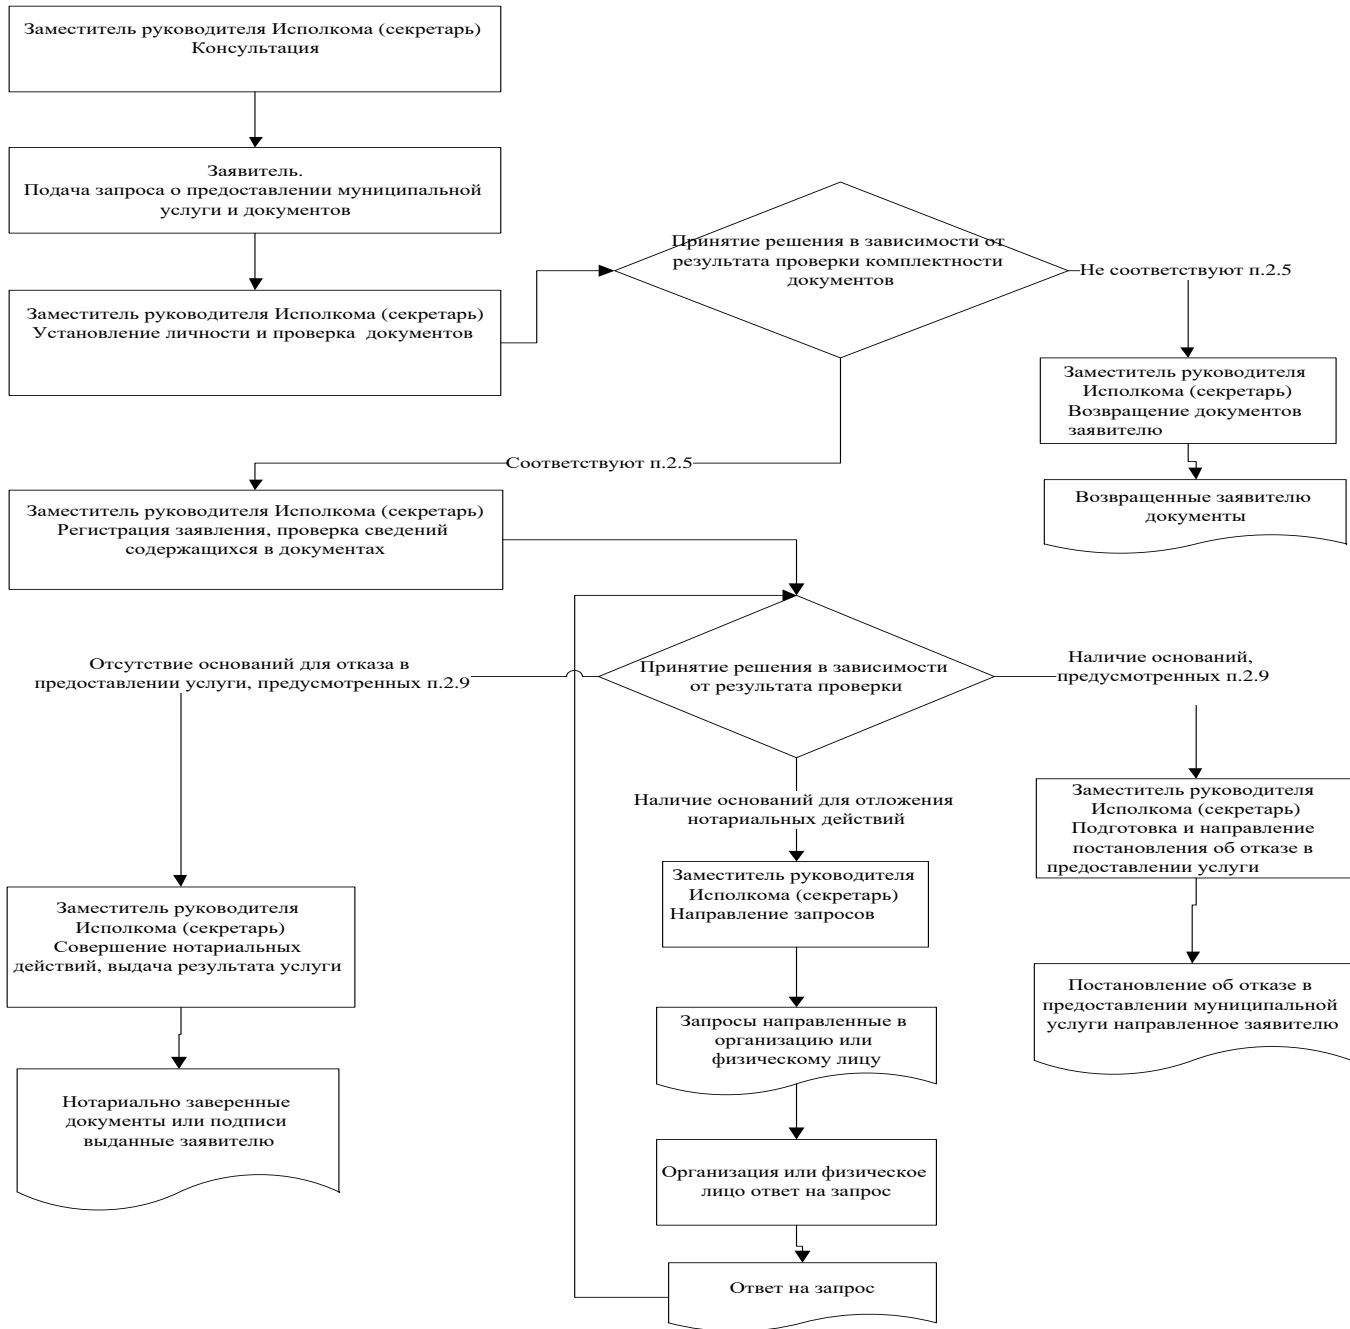 Заместитель руководителя Исполкома (секретарь)
Консультация
Заявитель.
Подача запроса о предоставлении муниципальной
услуги и документов
Заместитель руководителя Исполкома (секретарь)
Установление личности и проверка документов
Принятие решения в зависимости от
результата проверки комплектности
документов
Не соответствуют п.2.5
Заместитель руководителя
Исполкома (секретарь)
Возвращение документов
заявителю
Возвращенные заявителю
документы
Соответствуют п.2.5
Заместитель руководителя Исполкома (секретарь)
Регистрация заявления, проверка сведений
содержащихся в документах
Принятие решения в зависимости
от результата проверки
Отсутствие оснований для отказа в
предоставлении услуги, предусмотренных п.2.9
Наличие оснований,
предусмотренных п.2.9
Наличие оснований для отложения
нотариальных действий
Заместитель руководителя
Исполкома (секретарь)
Подготовка и направление
постановления об отказе в
предоставлении услуги
Заместитель руководителя
Исполкома (секретарь)
Направление запросов
Заместитель руководителя
Исполкома (секретарь)
Совершение нотариальных
действий, выдача результата услуги
Постановление об отказе в
предоставлении муниципальной
услуги направленное заявителю
Запросы направленные в
организацию или
физическому лицу
Нотариально заверенные
документы или подписи
выданные заявителю
Организация или физическое
лицо ответ на запрос
Ответ на запрос